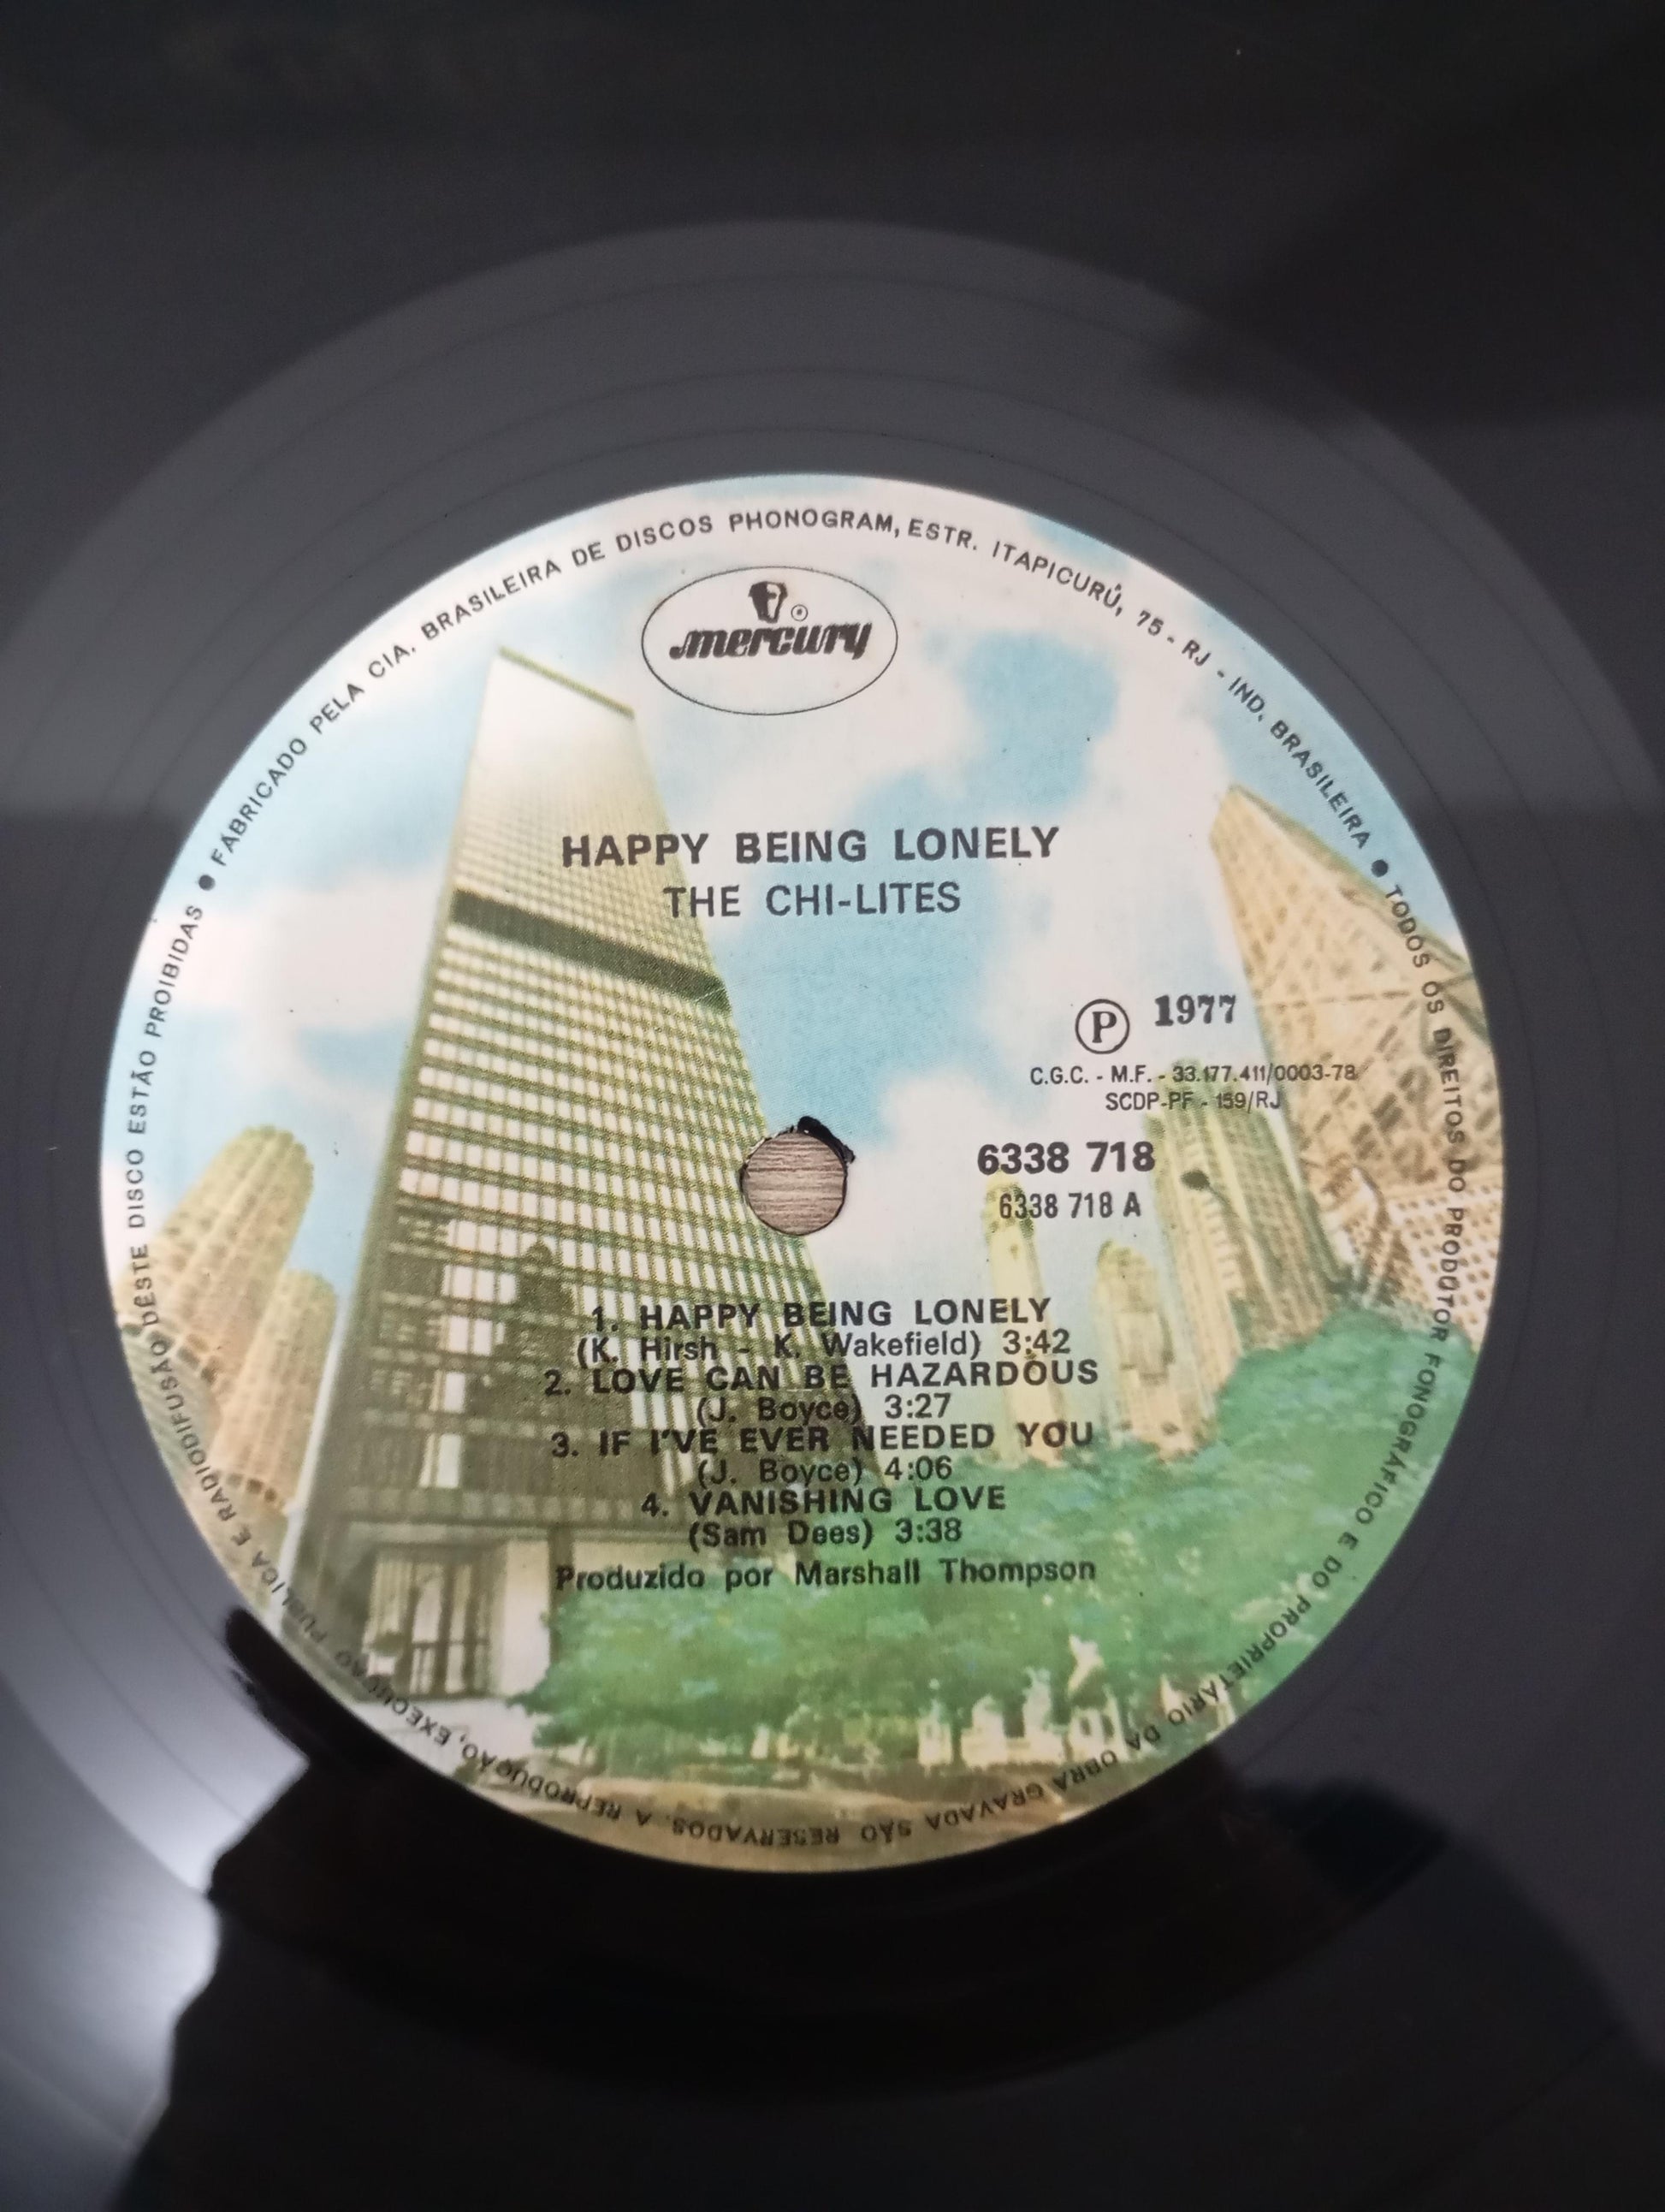 ● FABRICADO PELA CIA. BRASILEIRA DE DISCOS PHONOGRAM, ESTR. ITAPICURÚ, 75 - RJ - IND. BRASILEIRA ● TODOS OS DIREITOS DO PRODUTOR FONOGRÁFICO E DO PROPRIETÁRIO DA OBRA GRAVADA SÃO RESERVADOS. A REPRODUÇÃO, EXECUÇÃO PÚBLICA E RADIODIFUSÃO DESTE DISCO ESTÃO PROIBIDAS
mercury ®
HAPPY BEING LONELY
THE CHI-LITES
Ⓟ 1977
C.G.C. - M.F. - 33.177.411/0003-78
SCDP-PF - 159/RJ
6338 718
6338 718 A
1. HAPPY BEING LONELY
(K. Hirsh - K. Wakefield) 3:42
2. LOVE CAN BE HAZARDOUS
(J. Boyce) 3:27
3. IF I'VE EVER NEEDED YOU
(J. Boyce) 4:06
4. VANISHING LOVE
(Sam Dees) 3:38
Produzido por Marshall Thompson